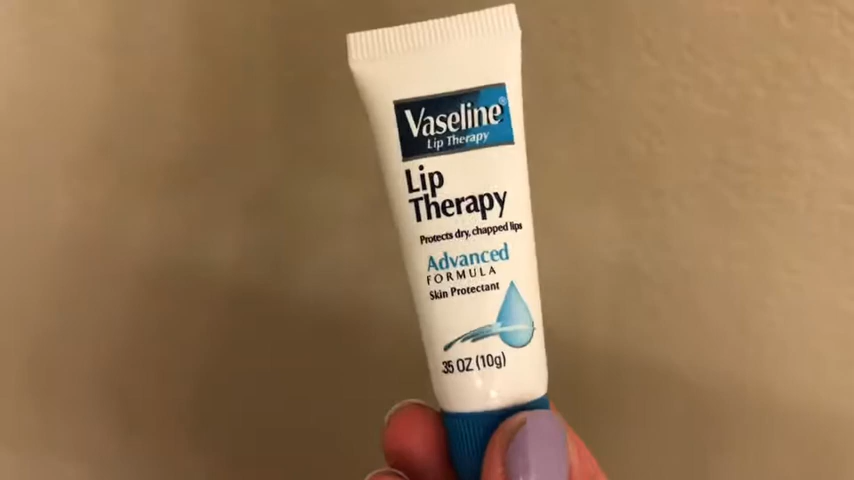 Vaseline®
Lip Therapy
Lip
Therapy
Protects dry, chapped lips
Advanced
FORMULA
Skin Protectant
.35 OZ (10g)